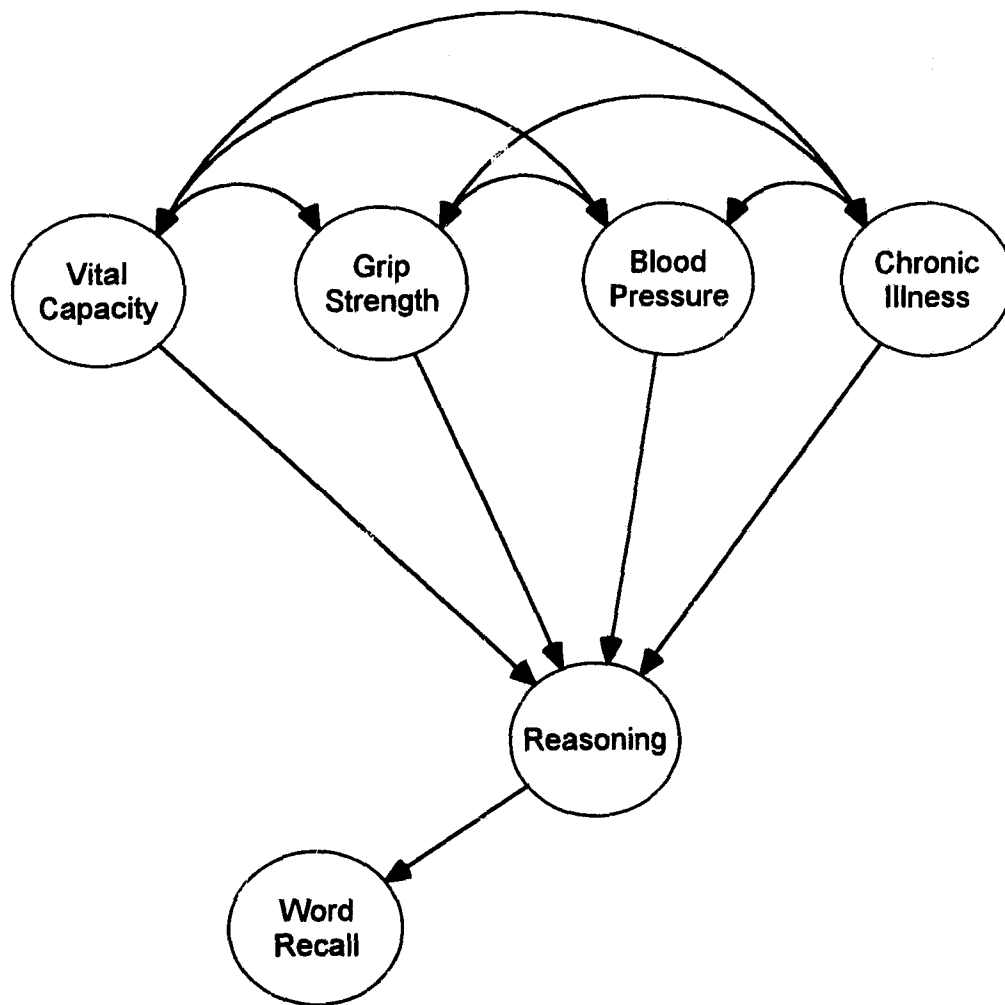 Vital
Capacity
Grip
Strength
Blood
Pressure
Chronic
Illness
Reasoning
Word
Recall